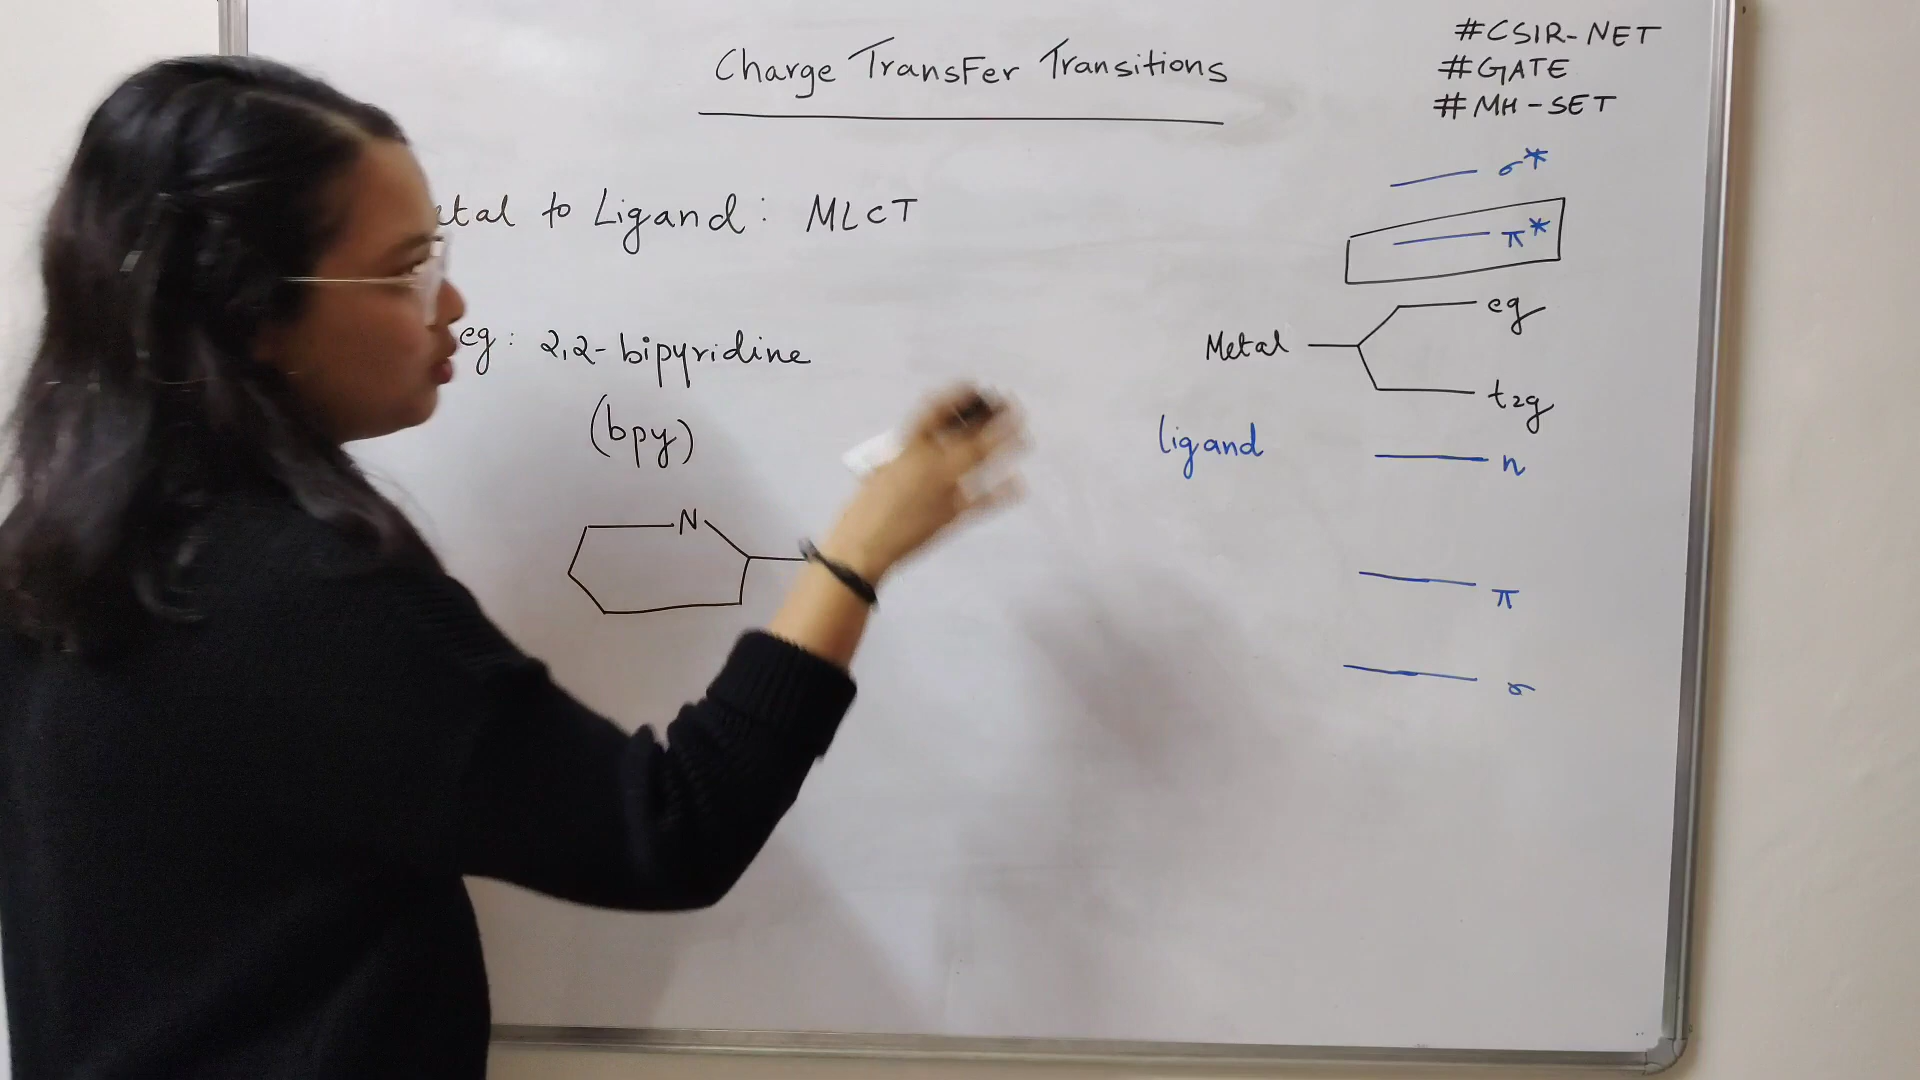 Charge Transfer Transitions
#CSIR-NET
#GATE
#MH-SET
etal to Ligand: MLCT
eg: 2,2-bipyridine
(bpy)
N
σ*
π*
Metal
eg
t2g
ligand
n
π
σ